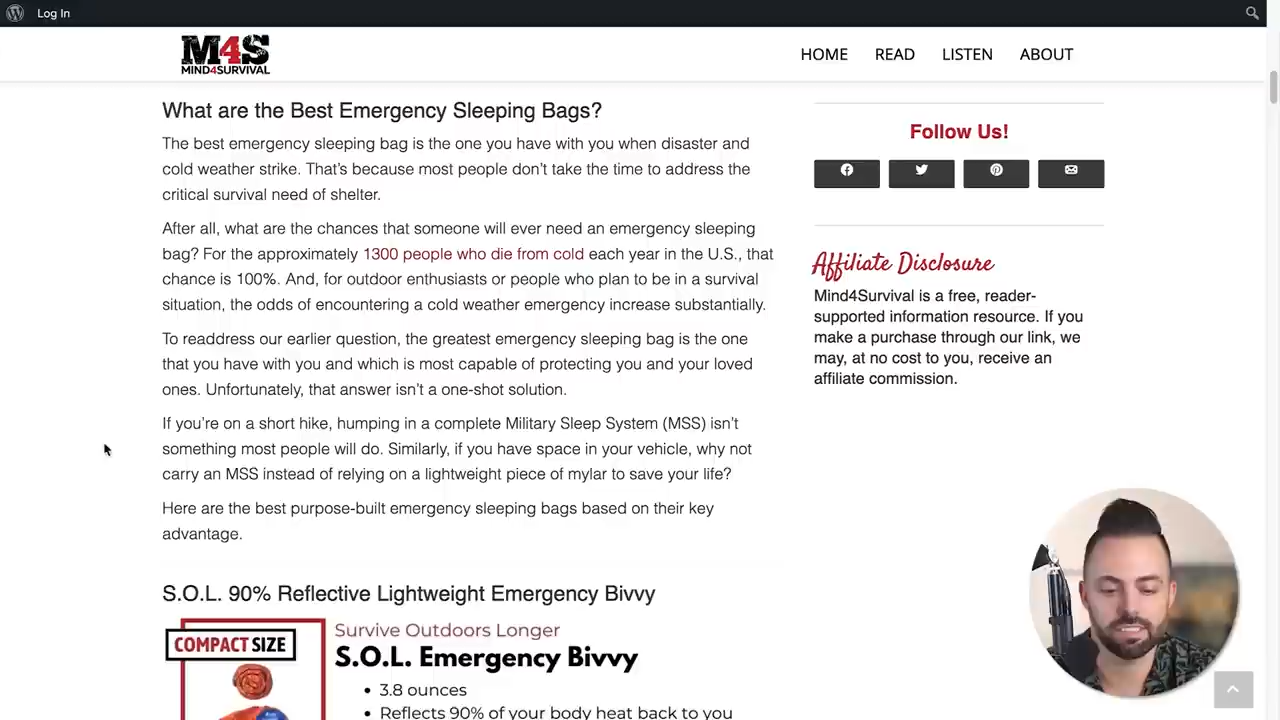 Log In
M4S
MIND4SURVIVAL
HOME READ LISTEN ABOUT
What are the Best Emergency Sleeping Bags?
The best emergency sleeping bag is the one you have with you when disaster and
cold weather strike. That’s because most people don’t take the time to address the
critical survival need of shelter.
After all, what are the chances that someone will ever need an emergency sleeping
bag? For the approximately 1300 people who die from cold each year in the U.S., that
chance is 100%. And, for outdoor enthusiasts or people who plan to be in a survival
situation, the odds of encountering a cold weather emergency increase substantially.
To readdress our earlier question, the greatest emergency sleeping bag is the one
that you have with you and which is most capable of protecting you and your loved
ones. Unfortunately, that answer isn’t a one-shot solution.
If you’re on a short hike, humping in a complete Military Sleep System (MSS) isn’t
something most people will do. Similarly, if you have space in your vehicle, why not
carry an MSS instead of relying on a lightweight piece of mylar to save your life?
Here are the best purpose-built emergency sleeping bags based on their key
advantage.
S.O.L. 90% Reflective Lightweight Emergency Bivvy
COMPACT SIZE
Survive Outdoors Longer
S.O.L. Emergency Bivvy
• 3.8 ounces
• Reflects 90% of your body heat back to you
Follow Us!
Affiliate Disclosure
Mind4Survival is a free, reader-
supported information resource. If you
make a purchase through our link, we
may, at no cost to you, receive an
affiliate commission.